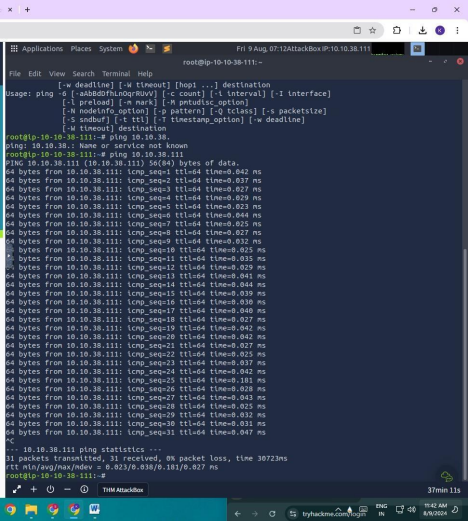 Applications Places System Fri 9 Aug, 07:12 AttackBox IP:10.10.38.111
root@ip-10-10-38-111:~
File Edit View Search Terminal Help
[-w deadline] [-W timeout] [hop1 ...] destination
Usage: ping -6 [-aAbBdDfhLnOqrRUvV] [-c count] [-i interval] [-I interface]
[-l preload] [-m mark] [-M pmtudisc_option]
[-N nodeinfo_option] [-p pattern] [-Q tclass] [-s packetsize]
[-S sndbuf] [-t ttl] [-T timestamp_option] [-w deadline]
[-W timeout] destination
root@ip-10-10-38-111:~# ping 10.10.38.
ping: 10.10.38.: Name or service not known
root@ip-10-10-38-111:~# ping 10.10.38.111
PING 10.10.38.111 (10.10.38.111) 56(84) bytes of data.
64 bytes from 10.10.38.111: icmp_seq=1 ttl=64 time=0.042 ms
64 bytes from 10.10.38.111: icmp_seq=2 ttl=64 time=0.037 ms
64 bytes from 10.10.38.111: icmp_seq=3 ttl=64 time=0.027 ms
64 bytes from 10.10.38.111: icmp_seq=4 ttl=64 time=0.029 ms
64 bytes from 10.10.38.111: icmp_seq=5 ttl=64 time=0.023 ms
64 bytes from 10.10.38.111: icmp_seq=6 ttl=64 time=0.044 ms
64 bytes from 10.10.38.111: icmp_seq=7 ttl=64 time=0.025 ms
64 bytes from 10.10.38.111: icmp_seq=8 ttl=64 time=0.027 ms
64 bytes from 10.10.38.111: icmp_seq=9 ttl=64 time=0.032 ms
64 bytes from 10.10.38.111: icmp_seq=10 ttl=64 time=0.025 ms
bytes from 10.10.38.111: icmp_seq=11 ttl=64 time=0.035 ms
bytes from 10.10.38.111: icmp_seq=12 ttl=64 time=0.029 ms
64 bytes from 10.10.38.111: icmp_seq=13 ttl=64 time=0.041 ms
64 bytes from 10.10.38.111: icmp_seq=14 ttl=64 time=0.044 ms
64 bytes from 10.10.38.111: icmp_seq=15 ttl=64 time=0.039 ms
64 bytes from 10.10.38.111: icmp_seq=16 ttl=64 time=0.030 ms
64 bytes from 10.10.38.111: icmp_seq=17 ttl=64 time=0.040 ms
64 bytes from 10.10.38.111: icmp_seq=18 ttl=64 time=0.027 ms
64 bytes from 10.10.38.111: icmp_seq=19 ttl=64 time=0.042 ms
64 bytes from 10.10.38.111: icmp_seq=20 ttl=64 time=0.042 ms
64 bytes from 10.10.38.111: icmp_seq=21 ttl=64 time=0.027 ms
64 bytes from 10.10.38.111: icmp_seq=22 ttl=64 time=0.025 ms
64 bytes from 10.10.38.111: icmp_seq=23 ttl=64 time=0.037 ms
64 bytes from 10.10.38.111: icmp_seq=24 ttl=64 time=0.042 ms
64 bytes from 10.10.38.111: icmp_seq=25 ttl=64 time=0.181 ms
64 bytes from 10.10.38.111: icmp_seq=26 ttl=64 time=0.028 ms
64 bytes from 10.10.38.111: icmp_seq=27 ttl=64 time=0.043 ms
64 bytes from 10.10.38.111: icmp_seq=28 ttl=64 time=0.025 ms
64 bytes from 10.10.38.111: icmp_seq=29 ttl=64 time=0.032 ms
64 bytes from 10.10.38.111: icmp_seq=30 ttl=64 time=0.031 ms
64 bytes from 10.10.38.111: icmp_seq=31 ttl=64 time=0.047 ms
^C
--- 10.10.38.111 ping statistics ---
31 packets transmitted, 31 received, 0% packet loss, time 30723ms
rtt min/avg/max/mdev = 0.023/0.038/0.181/0.027 ms
root@ip-10-10-38-111:~#
THM AttackBox 37min 11s
tryhackme.com/login ENG IN 11:42 AM 8/9/2024